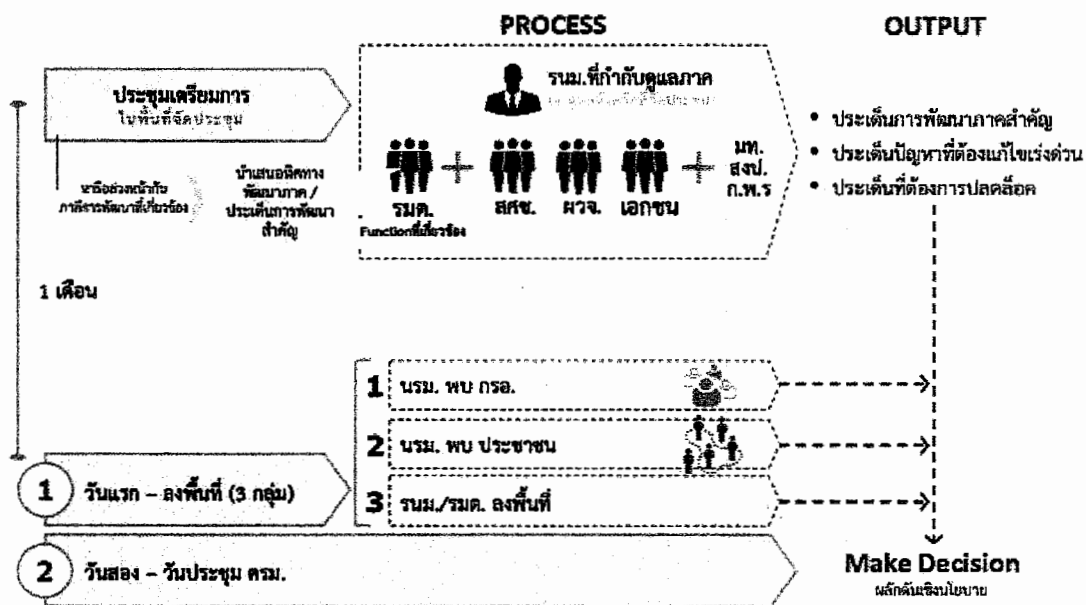 PROCESS
OUTPUT
ประชุมเตรียมการ
ในพื้นที่จัดประชุม
หารือล่วงหน้ากับ
ภาคีการพัฒนาที่เกี่ยวข้อง
นำเสนอทิศทาง
พัฒนาภาค /
ประเด็นการพัฒนา
สำคัญ
รนม.ที่กำกับดูแลภาค
รมต.
Functionที่เกี่ยวข้อง
สศช.
ผวจ.
เอกชน
มท.
สงป.
ก.พ.ร
• ประเด็นการพัฒนาภาคสำคัญ
• ประเด็นปัญหาที่ต้องแก้ไขเร่งด่วน
• ประเด็นที่ต้องการปลดล็อค
1 เดือน
1 นรม. พบ กรอ.
2 นรม. พบ ประชาชน
3 รนม./รมต. ลงพื้นที่
1 วันแรก – ลงพื้นที่ (3 กลุ่ม)
2 วันสอง – วันประชุม ครม.
Make Decision
ผลักดันเชิงนโยบาย